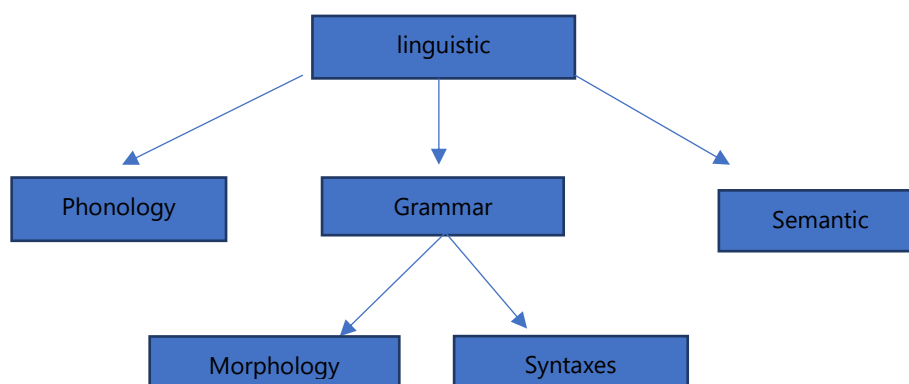 linguistic
Phonology
Grammar
Semantic
Morphology
Syntaxes